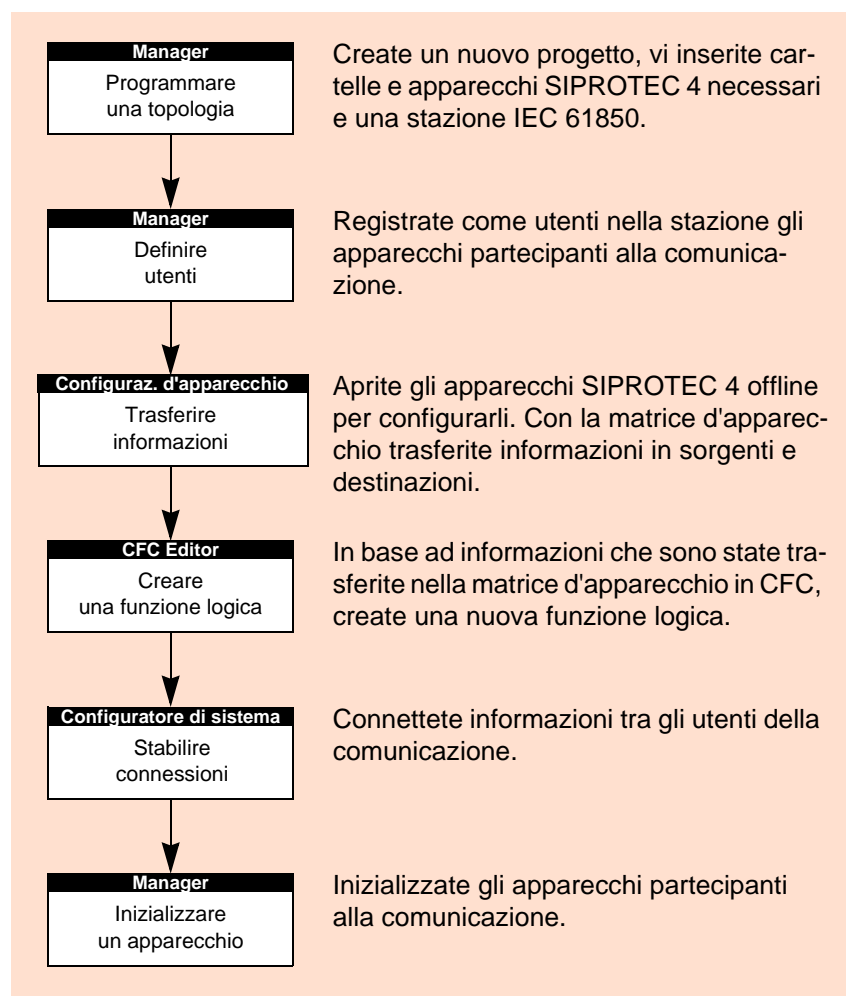 Manager
Programmare
una topologia
Create un nuovo progetto, vi inserite car-
telle e apparecchi SIPROTEC 4 necessari
e una stazione IEC 61850.
Manager
Definire
utenti
Registrate come utenti nella stazione gli
apparecchi partecipanti alla comunica-
zione.
Configuraz. d'apparecchio
Trasferire
informazioni
Aprite gli apparecchi SIPROTEC 4 offline
per configurarli. Con la matrice d'apparec-
chio trasferite informazioni in sorgenti e
destinazioni.
CFC Editor
Creare
una funzione logica
In base ad informazioni che sono state tra-
sferite nella matrice d'apparecchio in CFC,
create una nuova funzione logica.
Configuratore di sistema
Stabilire
connessioni
Connettete informazioni tra gli utenti della
comunicazione.
Manager
Inizializzare
un apparecchio
Inizializzate gli apparecchi partecipanti
alla comunicazione.